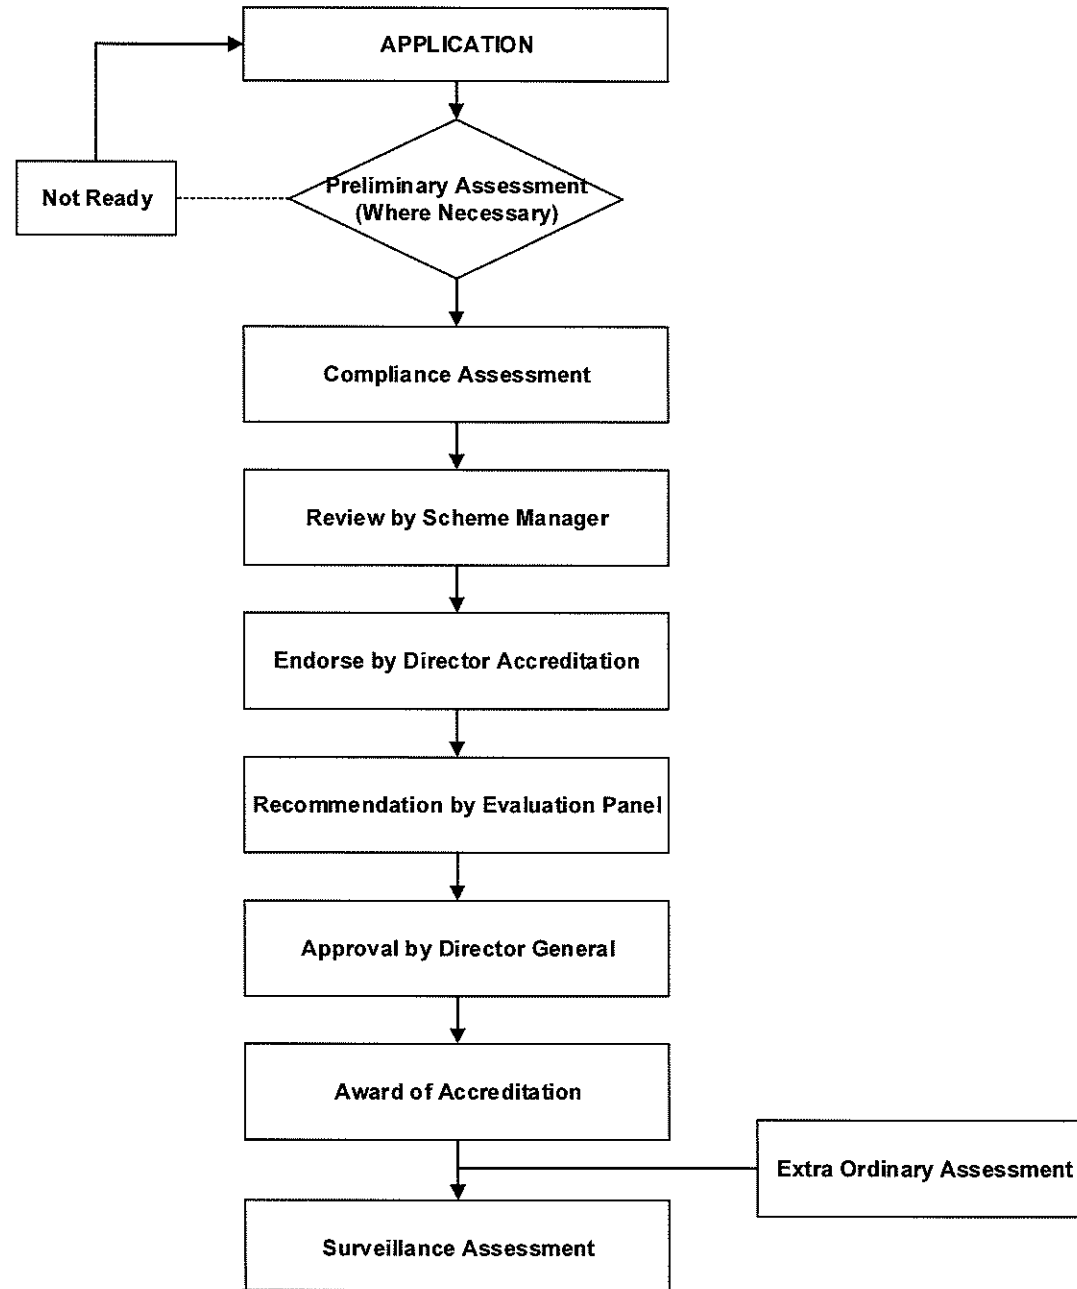 APPLICATION
Not Ready
Preliminary Assessment
(Where Necessary)
Compliance Assessment
Review by Scheme Manager
Endorse by Director Accreditation
Recommendation by Evaluation Panel
Approval by Director General
Award of Accreditation
Extra Ordinary Assessment
Surveillance Assessment